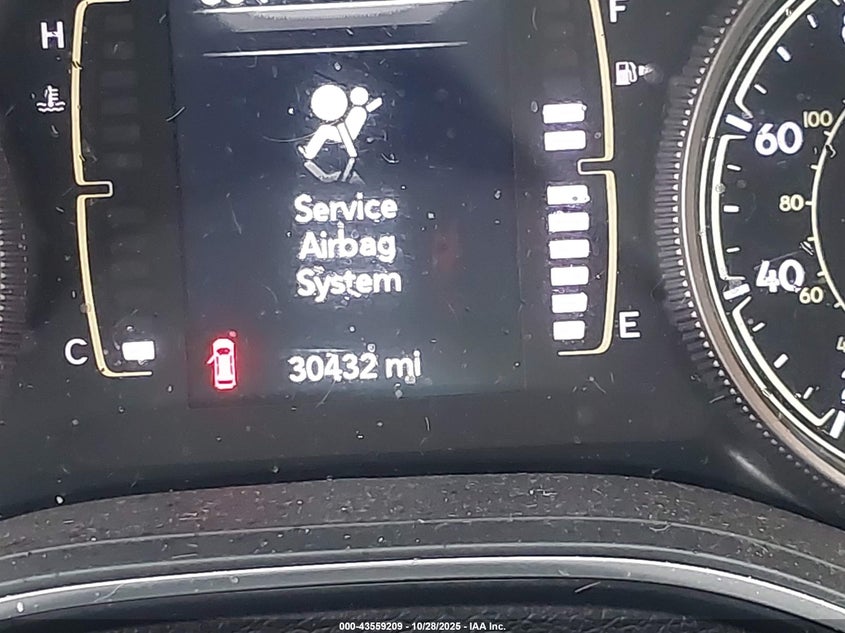 H
F
Service
Airbag
System
C
E
30432 mi
60
100
80
40
60
000-43559209 - 10/28/2025 - IAA Inc.